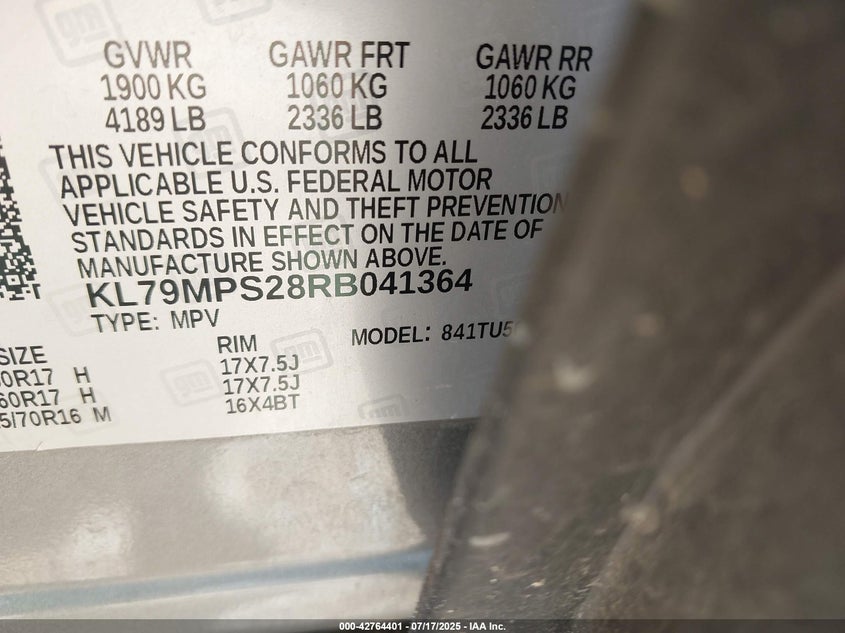 GVWR GAWR FRT GAWR RR
1900 KG 1060 KG 1060 KG
4189 LB 2336 LB 2336 LB
THIS VEHICLE CONFORMS TO ALL
APPLICABLE U.S. FEDERAL MOTOR
VEHICLE SAFETY AND THEFT PREVENTION
STANDARDS IN EFFECT ON THE DATE OF
MANUFACTURE SHOWN ABOVE.
KL79MPS28RB041364
TYPE: MPV MODEL: 841TU5
SIZE RIM
0R17 H 17X7.5J
60R17 H 17X7.5J
5/70R16 M 16X4BT
000-42764401 - 07/17/2025 - IAA Inc.